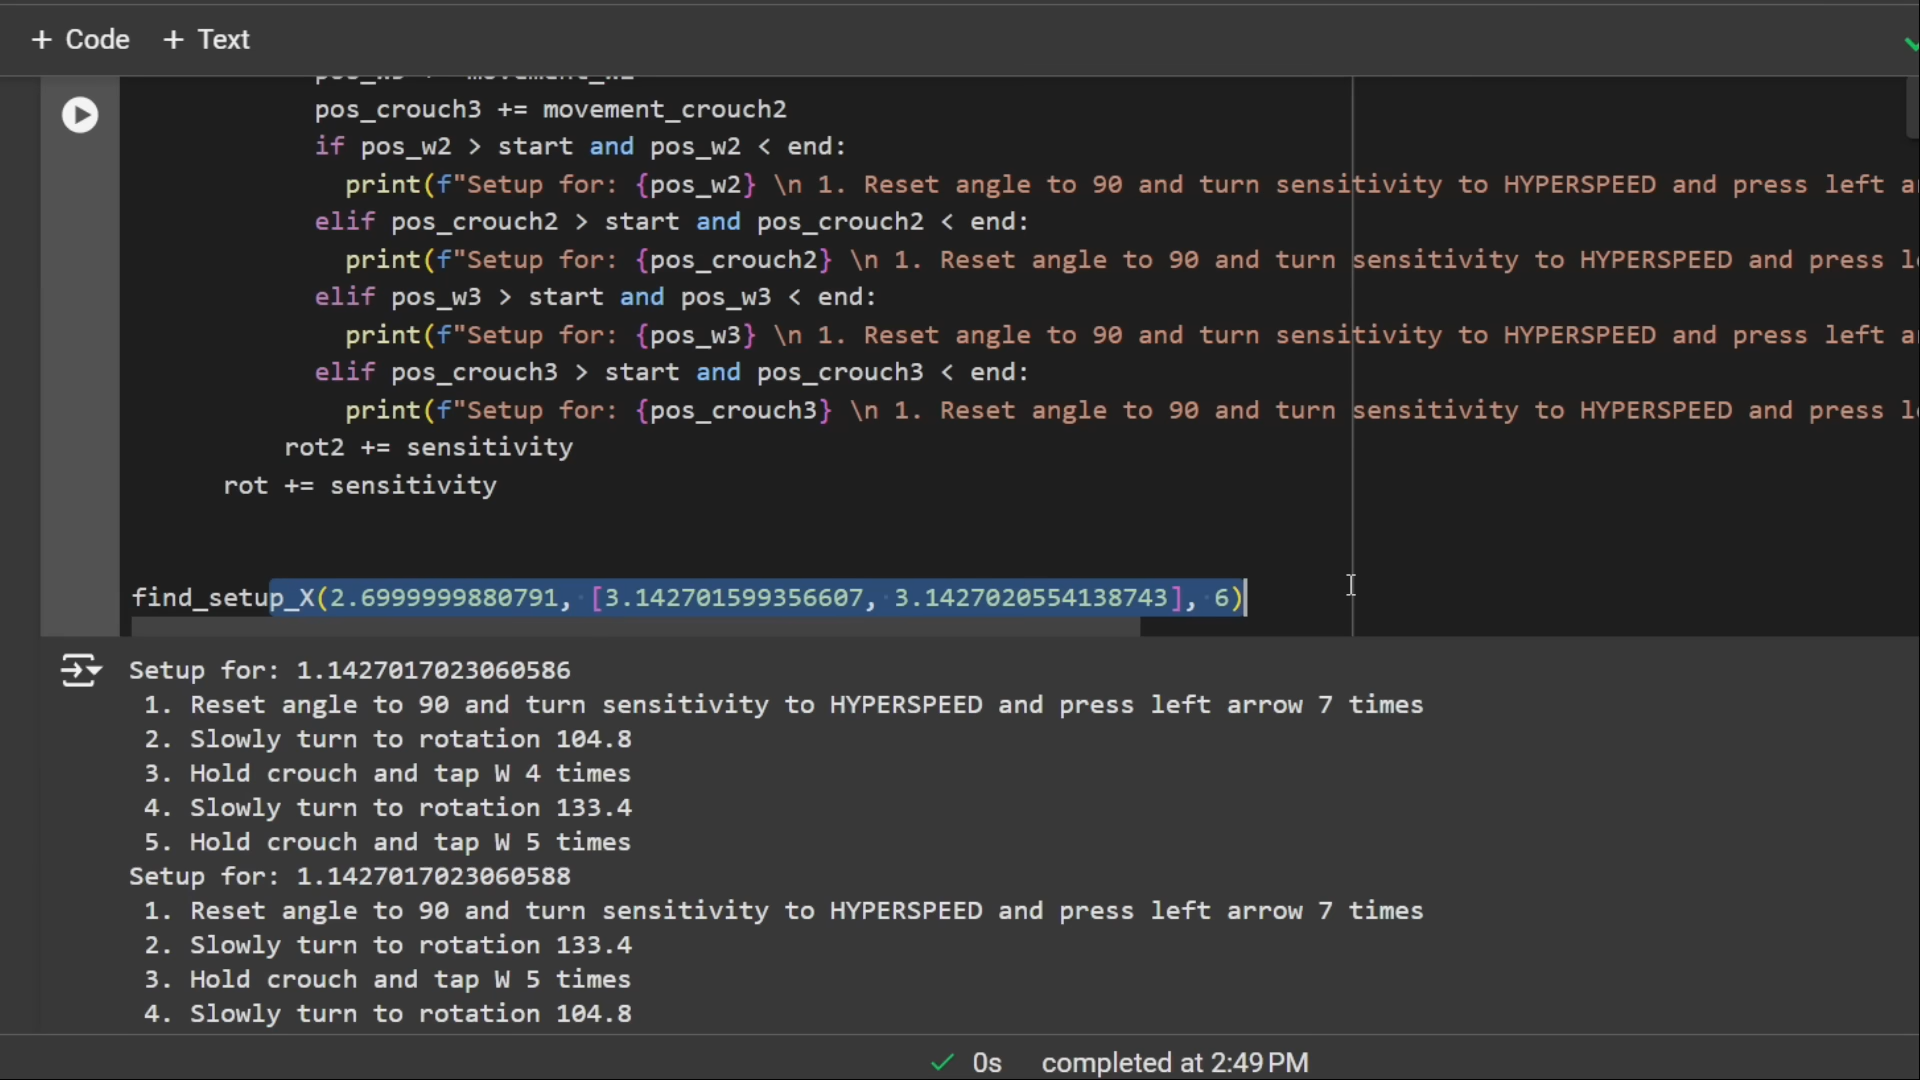 + Code + Text
pos_crouch3 += movement_crouch2
if pos_w2 > start and pos_w2 < end:
print(f"Setup for: {pos_w2} \n 1. Reset angle to 90 and turn sensitivity to HYPERSPEED and press left
elif pos_crouch2 > start and pos_crouch2 < end:
print(f"Setup for: {pos_crouch2} \n 1. Reset angle to 90 and turn sensitivity to HYPERSPEED and press
elif pos_w3 > start and pos_w3 < end:
print(f"Setup for: {pos_w3} \n 1. Reset angle to 90 and turn sensitivity to HYPERSPEED and press left
elif pos_crouch3 > start and pos_crouch3 < end:
print(f"Setup for: {pos_crouch3} \n 1. Reset angle to 90 and turn sensitivity to HYPERSPEED and press
rot2 += sensitivity
rot += sensitivity
find_setup_X(2.6999999880791, [3.142701599356607, 3.1427020554138743], 6)
Setup for: 1.1427017023060586
1. Reset angle to 90 and turn sensitivity to HYPERSPEED and press left arrow 7 times
2. Slowly turn to rotation 104.8
3. Hold crouch and tap W 4 times
4. Slowly turn to rotation 133.4
5. Hold crouch and tap W 5 times
Setup for: 1.1427017023060588
1. Reset angle to 90 and turn sensitivity to HYPERSPEED and press left arrow 7 times
2. Slowly turn to rotation 133.4
3. Hold crouch and tap W 5 times
4. Slowly turn to rotation 104.8
0s completed at 2:49 PM